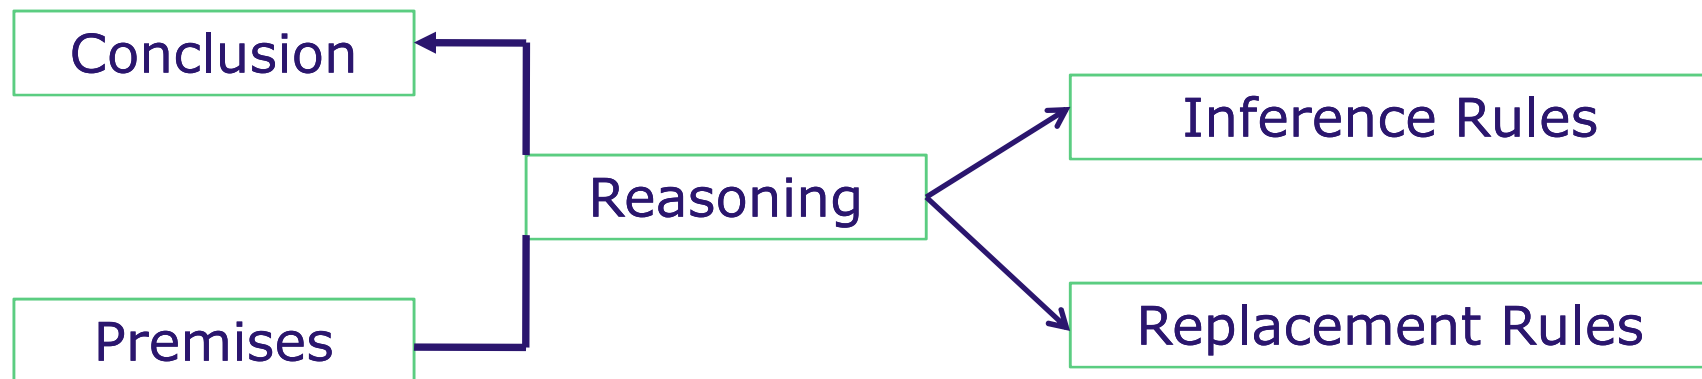 Conclusion
Inference Rules
Reasoning
Replacement Rules
Premises